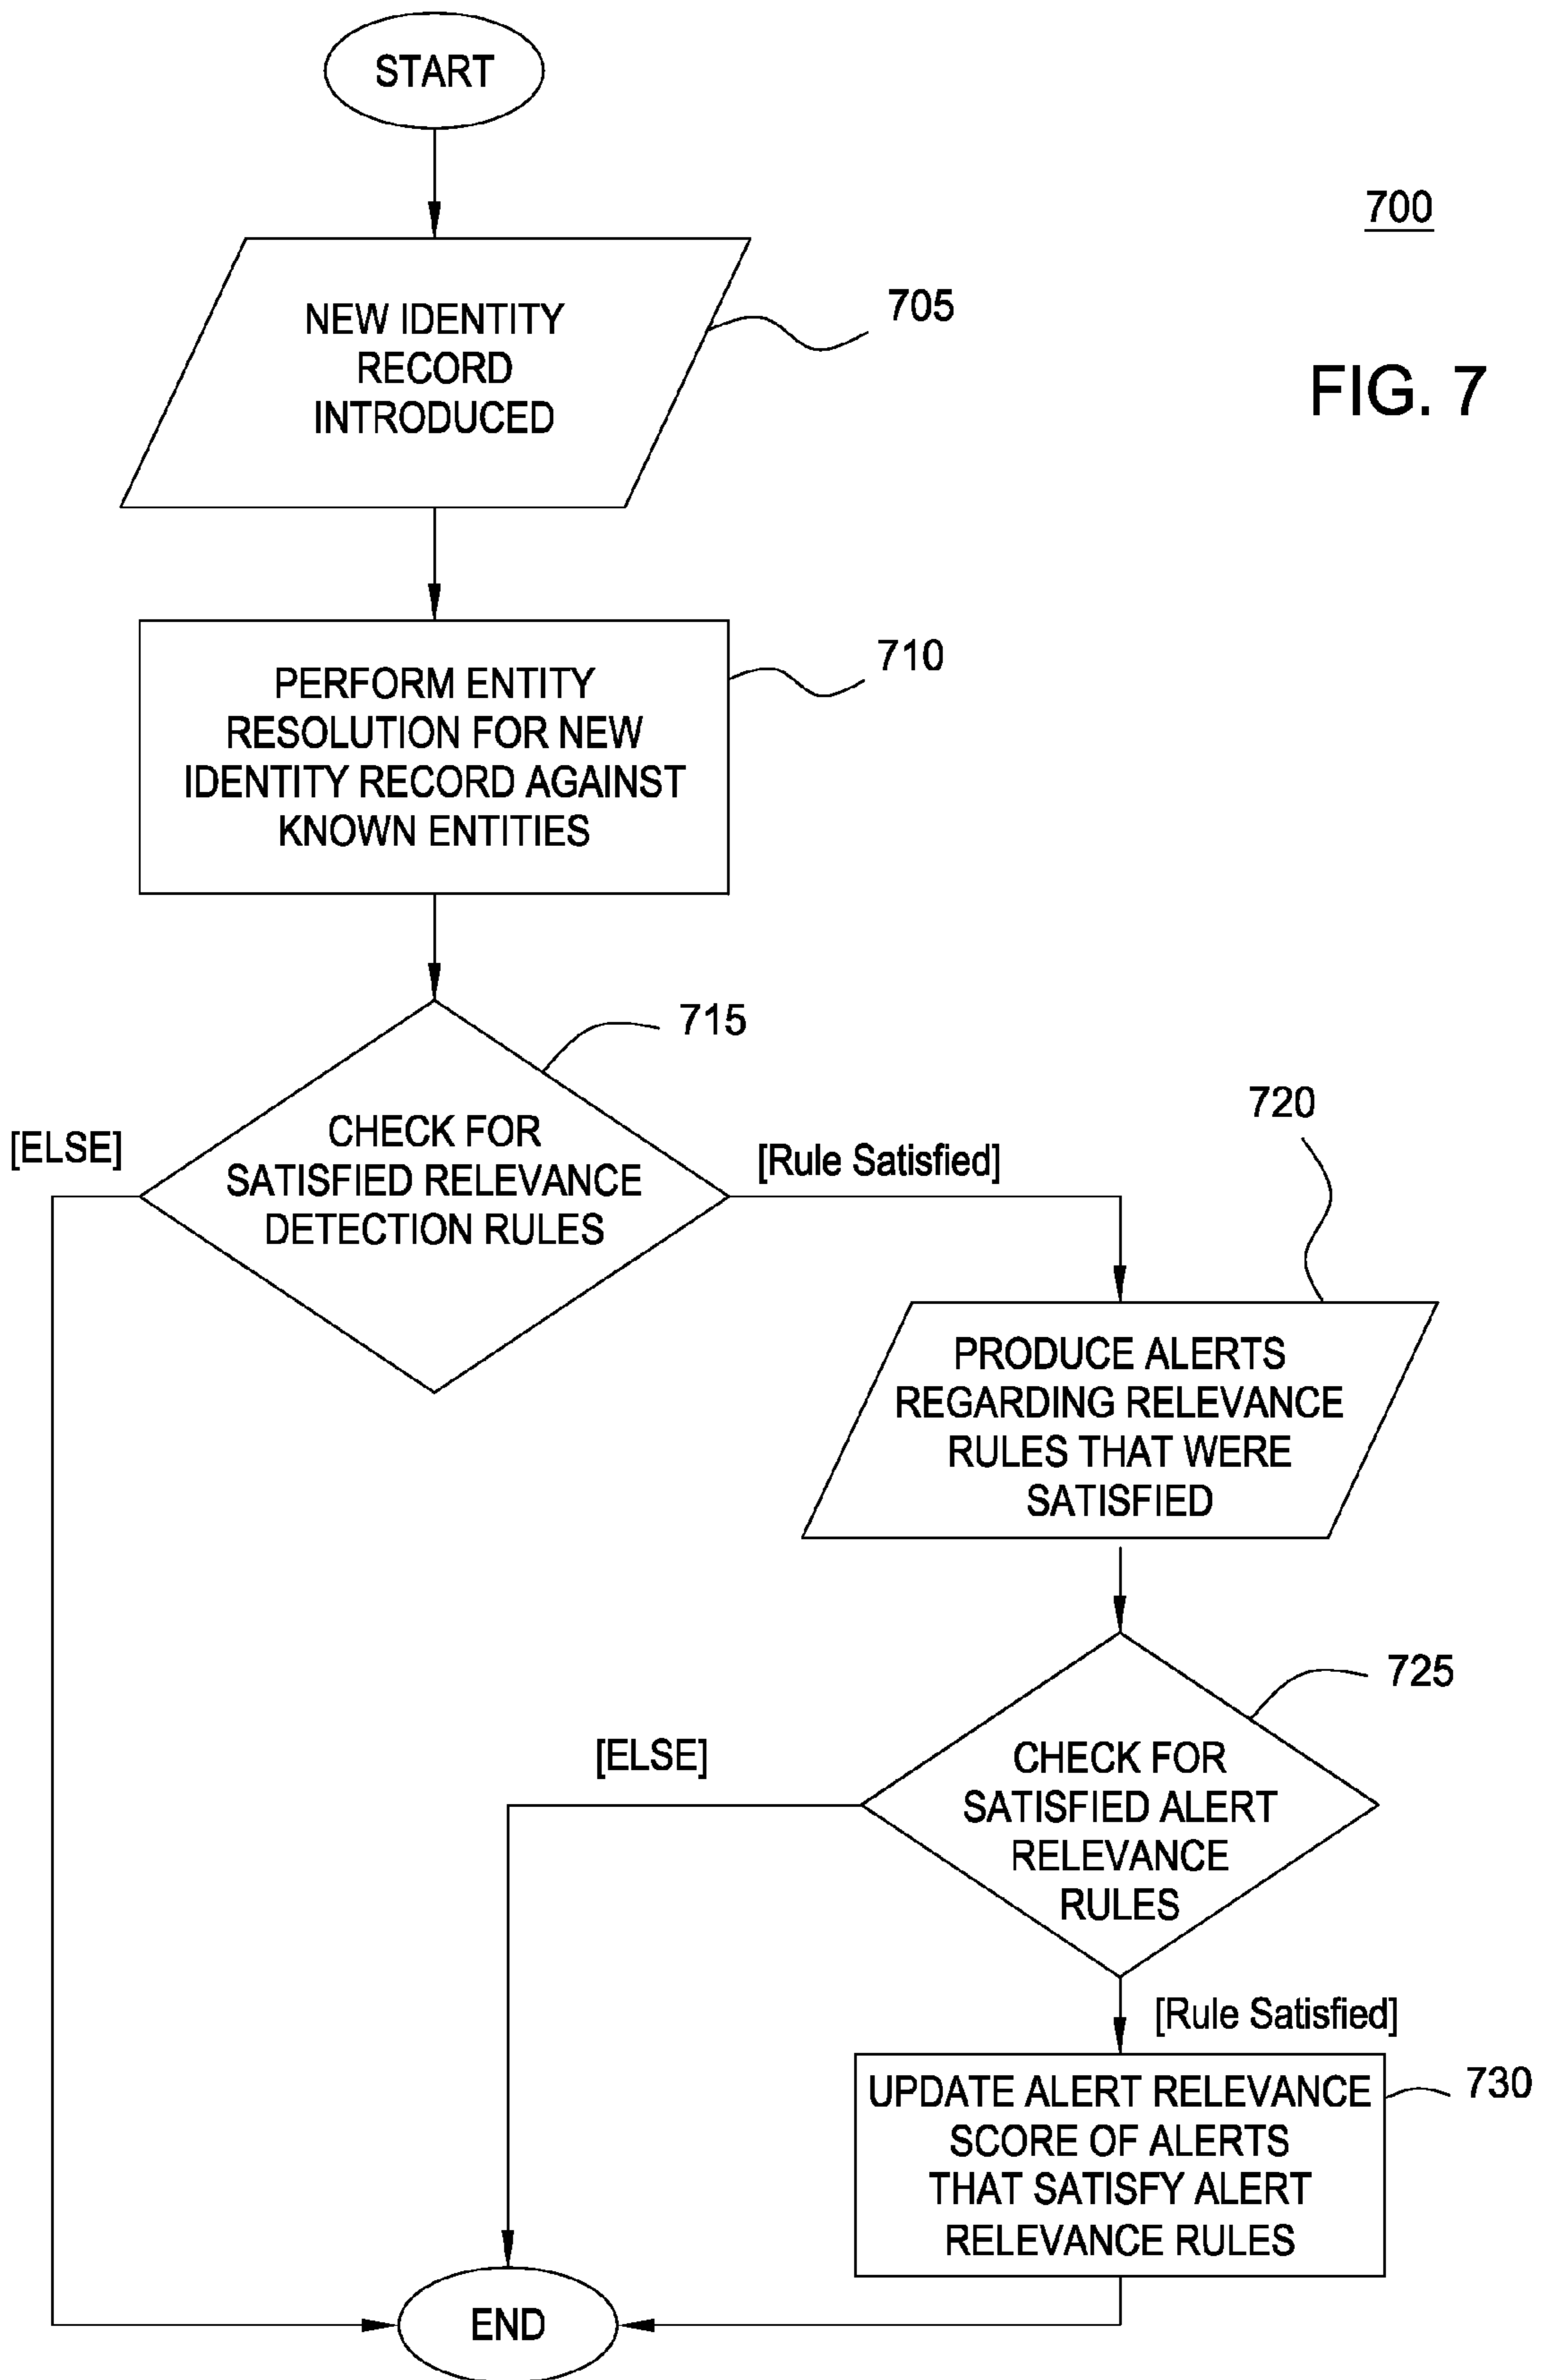 START
700
NEW IDENTITY
RECORD
INTRODUCED
705
FIG. 7
PERFORM ENTITY
RESOLUTION FOR NEW
IDENTITY RECORD AGAINST
KNOWN ENTITIES
710
715
[ELSE]
CHECK FOR
SATISFIED RELEVANCE
DETECTION RULES
[Rule Satisfied]
720
PRODUCE ALERTS
REGARDING RELEVANCE
RULES THAT WERE
SATISFIED
725
[ELSE]
CHECK FOR
SATISFIED ALERT
RELEVANCE
RULES
[Rule Satisfied]
UPDATE ALERT RELEVANCE
SCORE OF ALERTS
THAT SATISFY ALERT
RELEVANCE RULES
730
END